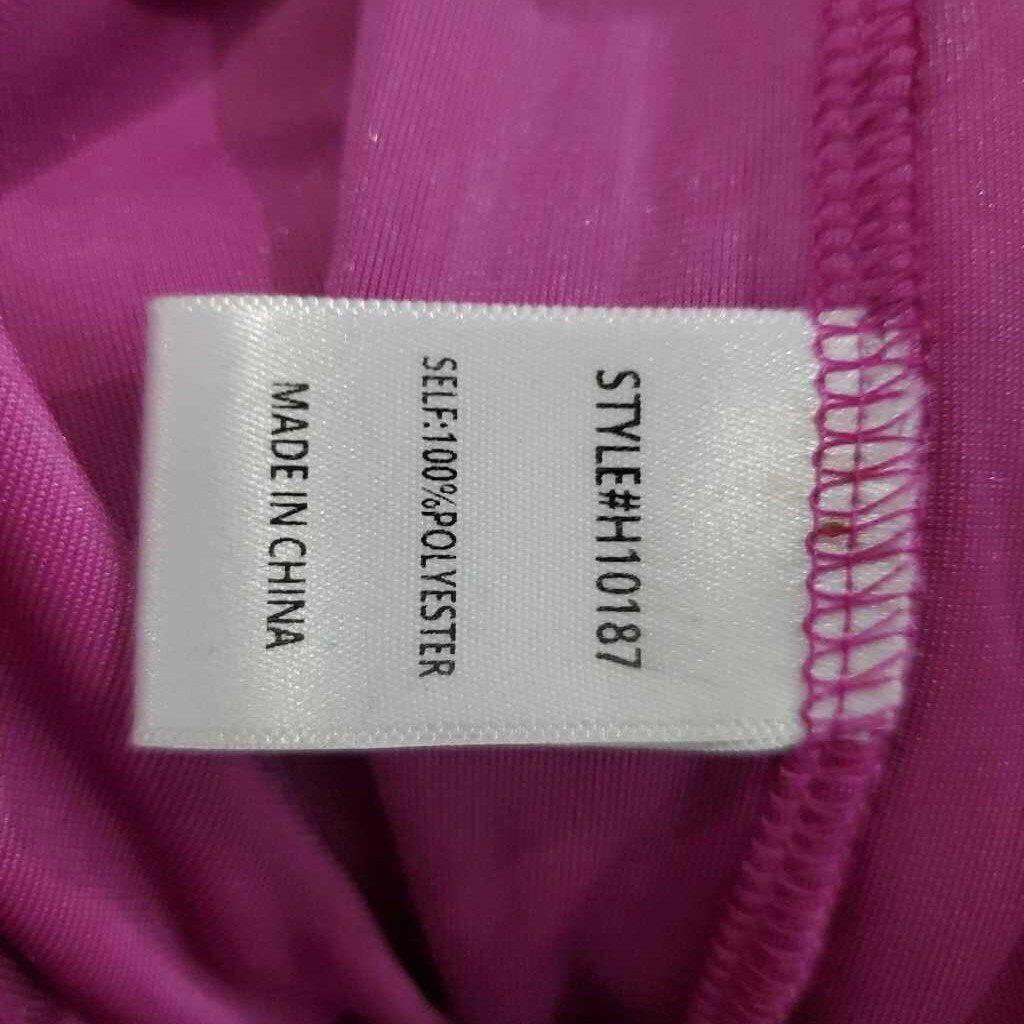 STYLE#H10187
SELF:100%POLYESTER
MADE IN CHINA